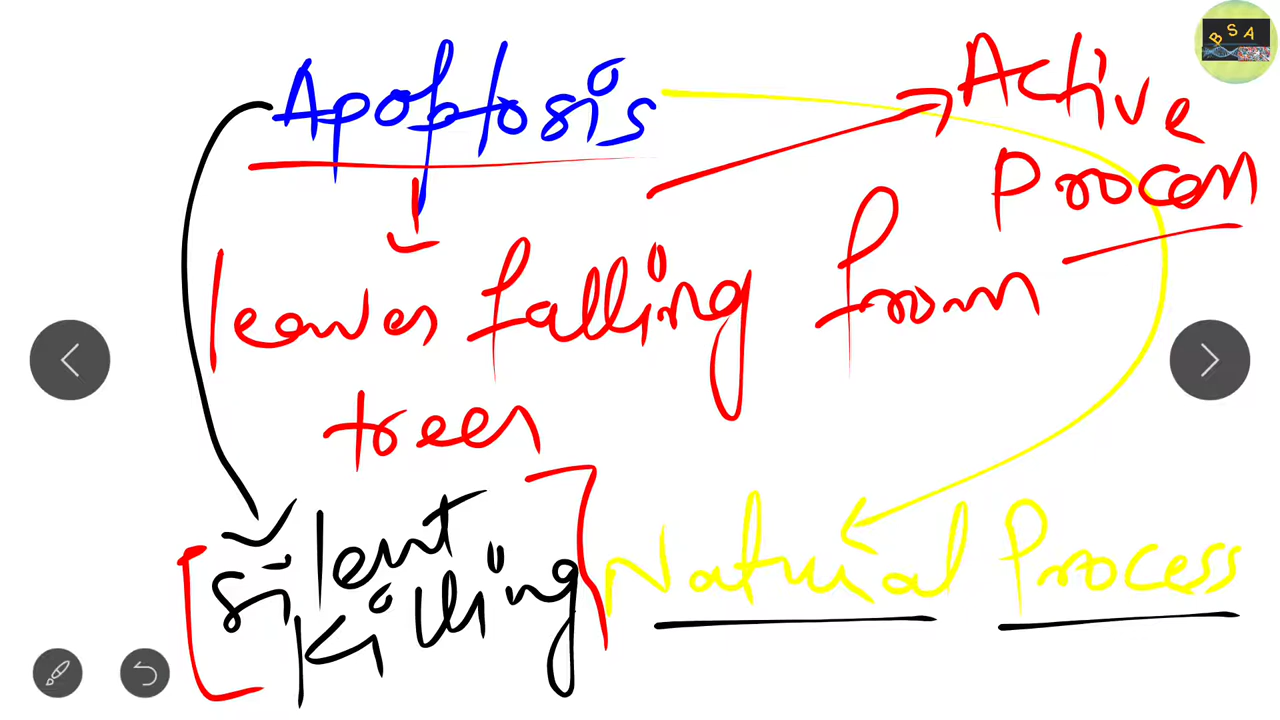 BSA
Apoptosis
Active
Process
leaves falling from
trees
silent
killing
Natural Process